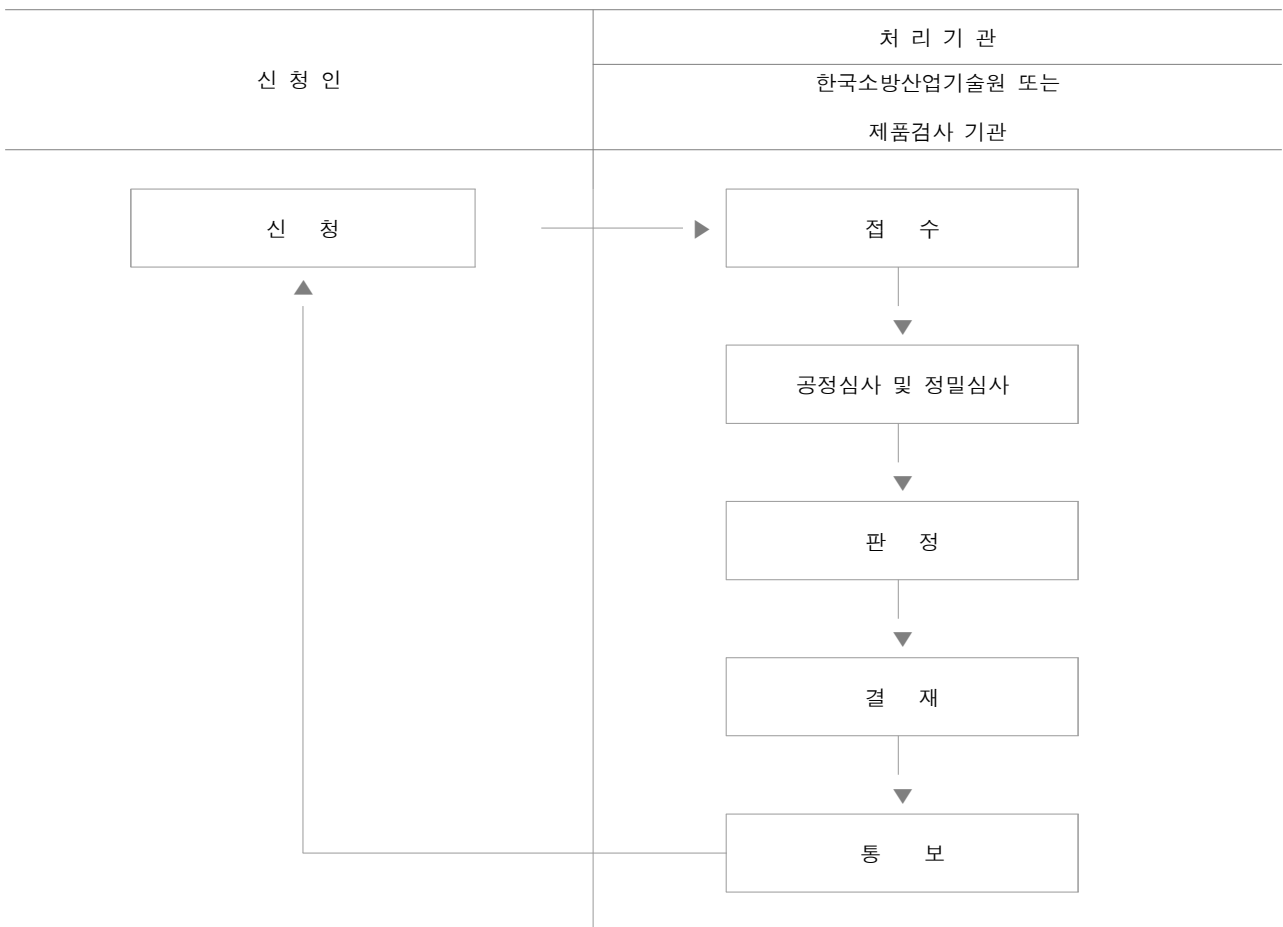 신 청 인
처 리 기 관
한국소방산업기술원 또는
제품검사 기관
신 청
접 수
공정심사 및 정밀심사
판 정
결 재
통 보